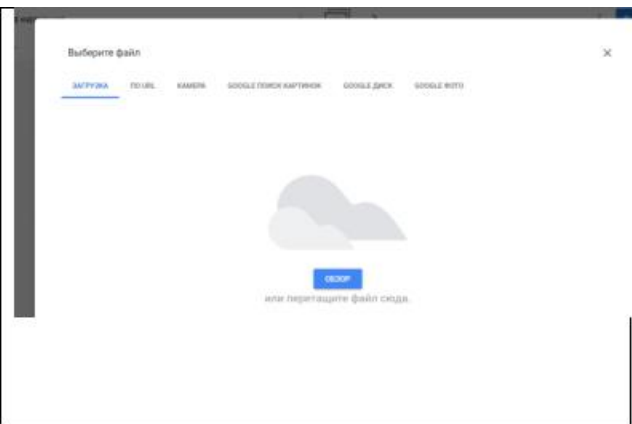 Выберите файл
ЗАГРУЗКА ПО URL КАМЕРА GOOGLE ПОИСК КАРТИНОК GOOGLE ДИСК GOOGLE ФОТО
ОБЗОР
или перетащите файл сюда.